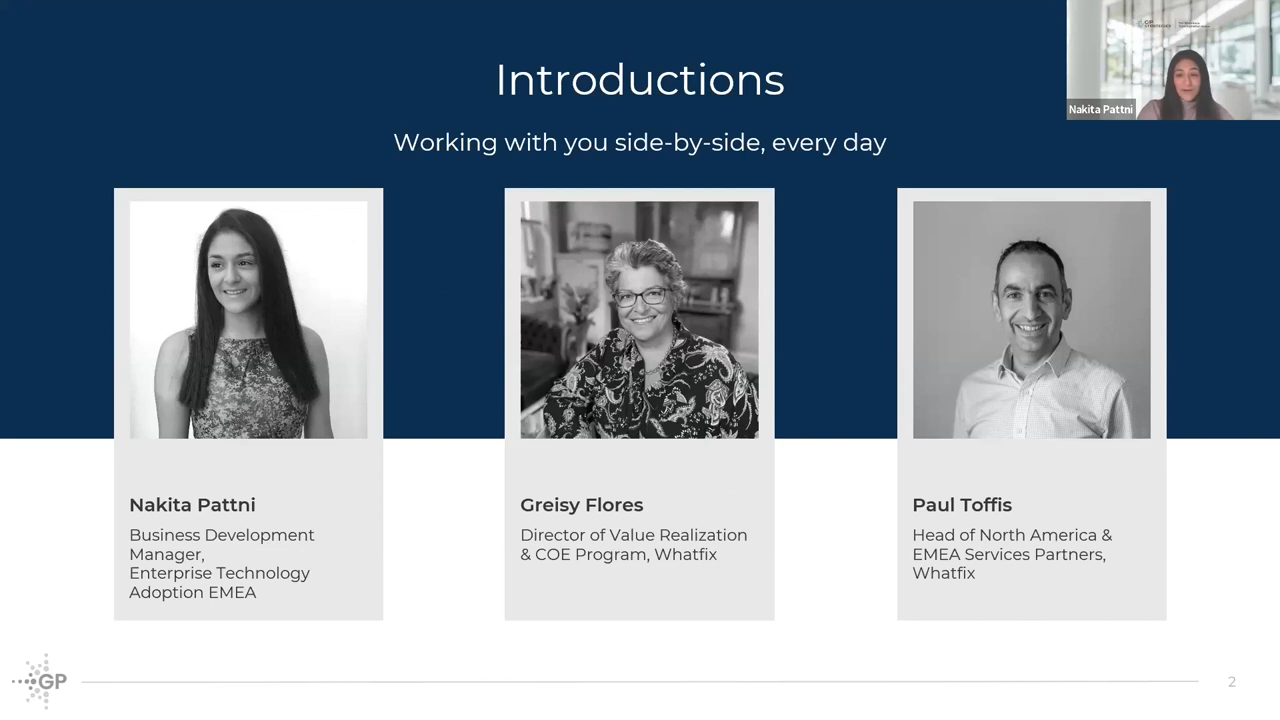 Introductions
Working with you side-by-side, every day
Nakita Pattni
Nakita Pattni
Business Development
Manager,
Enterprise Technology
Adoption EMEA
Greisy Flores
Director of Value Realization
& COE Program, Whatfix
Paul Toffis
Head of North America &
EMEA Services Partners,
Whatfix
GP
2